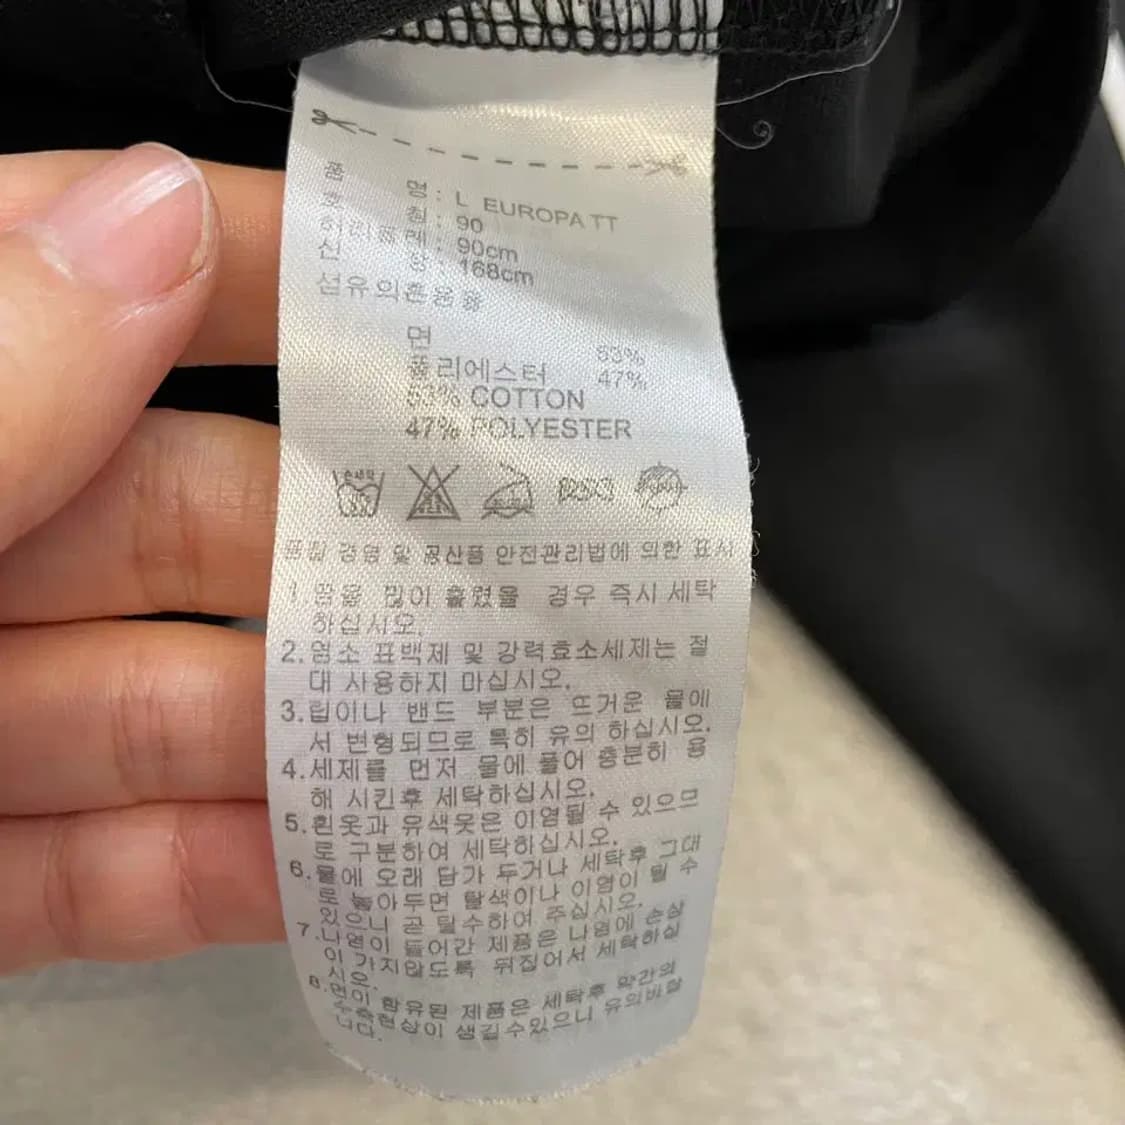 품 명 : L EUROPA TT
호 칭 : 90
허리둘레 : 90cm
신 장 : 168cm
섬유의혼용률
면 53%
폴리에스터 47%
53% COTTON
47% POLYESTER
품질 경영 및 공산품 안전관리법에 의한 표시
1 땀을 많이 흘렸을 경우 즉시 세탁
하십시오.
2.염소 표백제 및 강력효소세제는 절
대 사용하지 마십시오.
3.립이나 밴드 부분은 뜨거운 물에
서 변형되므로 특히 유의 하십시오.
4.세제를 먼저 물에 풀어 충분히 용
해 시킨후 세탁하십시오.
5.흰옷과 유색옷은 이염될 수 있으므
로 구분하여 세탁하십시오.
6.물에 오래 담가 두거나 세탁후 그대
로 놓아두면 탈색이나 이염이 될 수
있으니 곧 탈수하여 주십시오.
7.나염이 들어간 제품은 나염에 손상
이 가지않도록 뒤집어서 세탁하십
시오.
8.면이 함유된 제품은 세탁후 약간의
수축현상이 생길수있으니 유의바랍
니다.